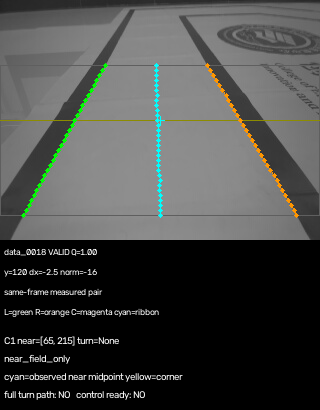 data_0018 VALID Q=1.00
y=120 dx=-2.5 norm=-16
same-frame measured pair
L=green R=orange C=magenta cyan=ribbon
C1 near=[65, 215] turn=None
near_field_only
cyan=observed near midpoint yellow=corner
full turn path: NO control ready: NO